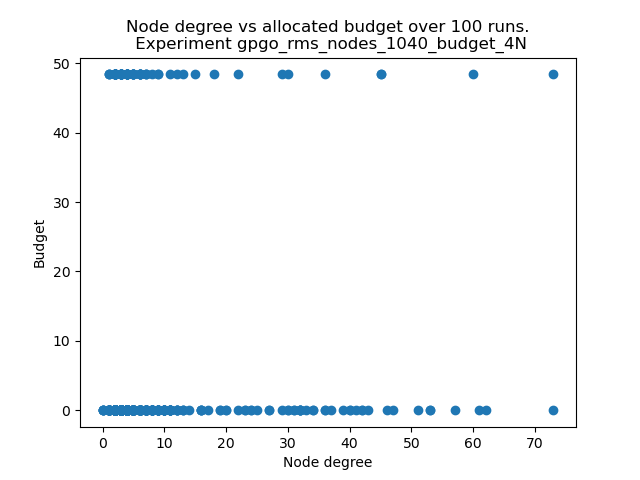 Node degree vs allocated budget over 100 runs.
Experiment gpgo_rms_nodes_1040_budget_4N
50
40
30
20
10
0
Budget
0 10 20 30 40 50 60 70
Node degree